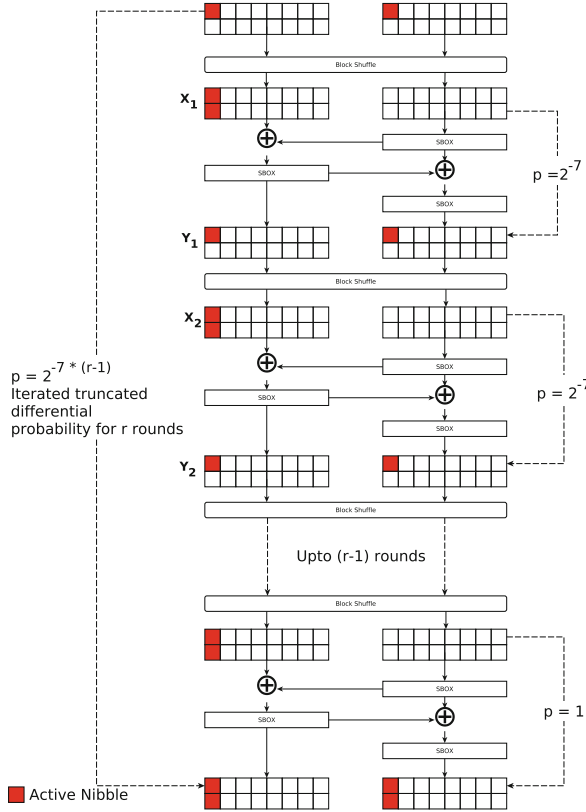 Block Shuffle
X1
SBOX
SBOX
p =2^-7
SBOX
Y1
Block Shuffle
X2
SBOX
SBOX
p = 2^-7
SBOX
p = 2^-7 * (r-1)
Iterated truncated
differential
probability for r rounds
Y2
Block Shuffle
Upto (r-1) rounds
Block Shuffle
SBOX
SBOX
p = 1
SBOX
Active Nibble